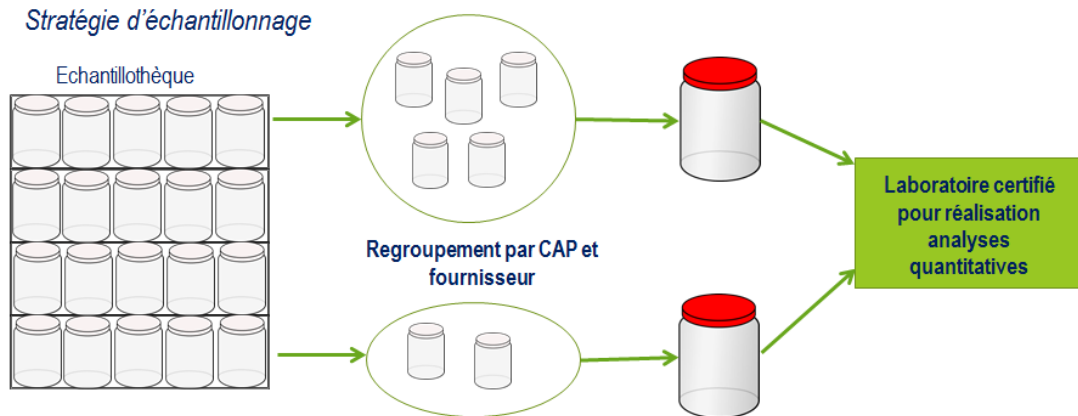 Stratégie d'échantillonnage
Echantillothèque
Regroupement par CAP et
fournisseur
Laboratoire certifié
pour réalisation
analyses
quantitatives